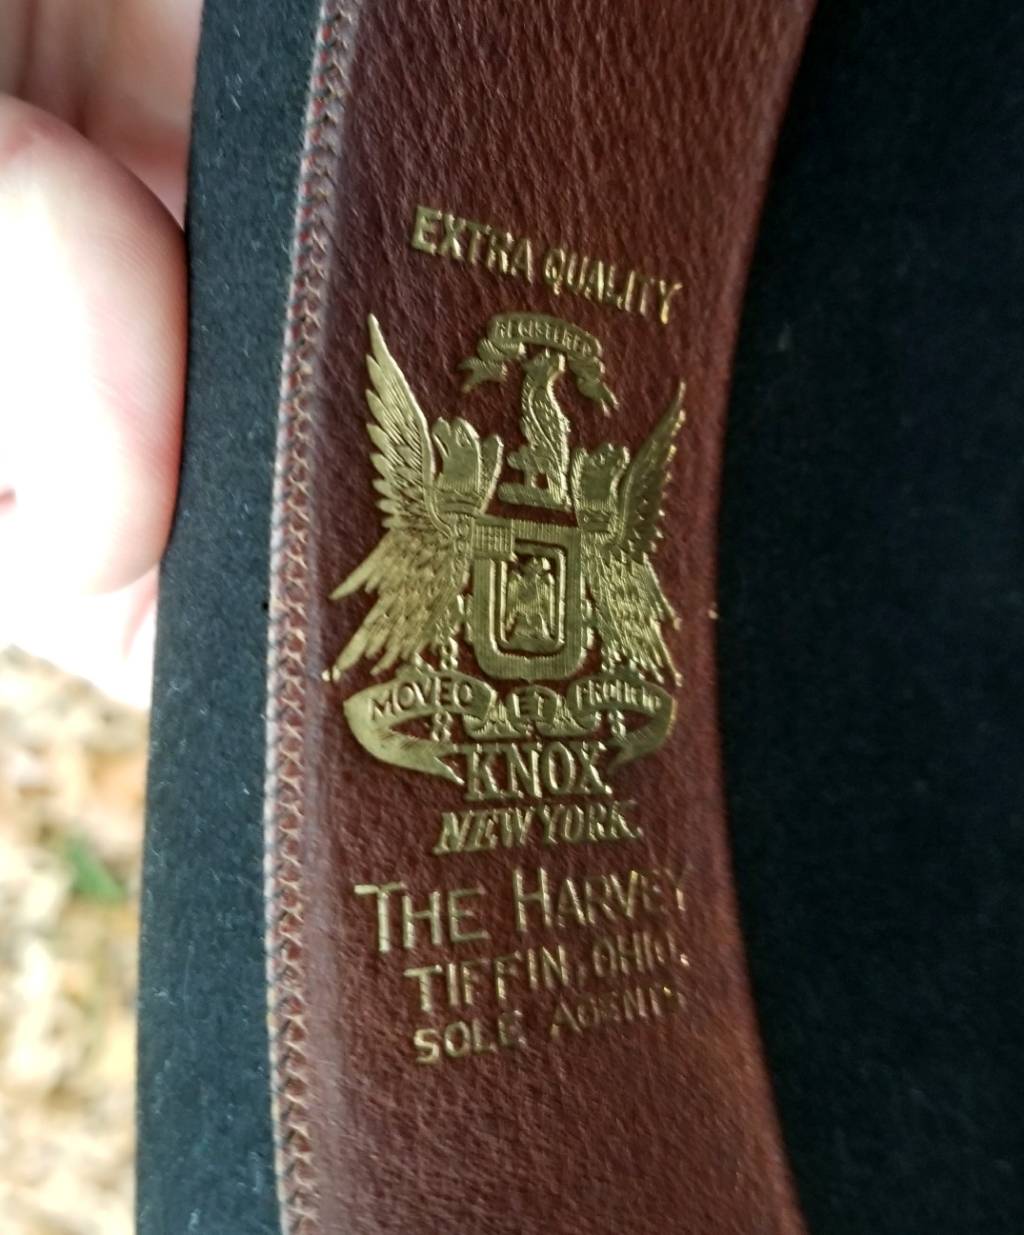 EXTRA QUALITY
REGISTERED
MOVEO ET PROFICIO
KNOX
NEW YORK.
THE HARVEY
TIFFIN, OHIO.
SOLE AGENTS